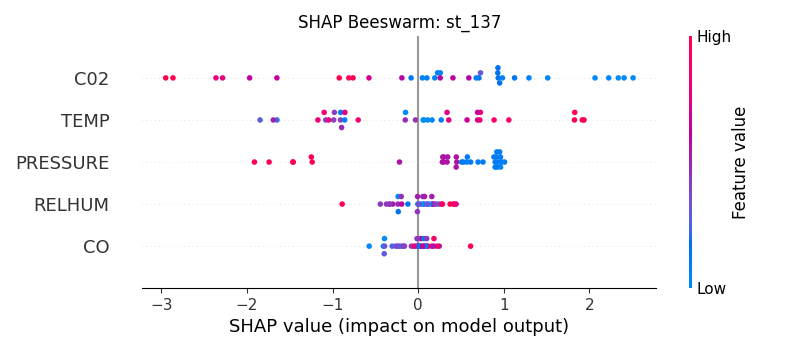 SHAP Beeswarm: st_137
High
C02
TEMP
PRESSURE
RELHUM
CO
Feature value
Low
−3 −2 −1 0 1 2
SHAP value (impact on model output)